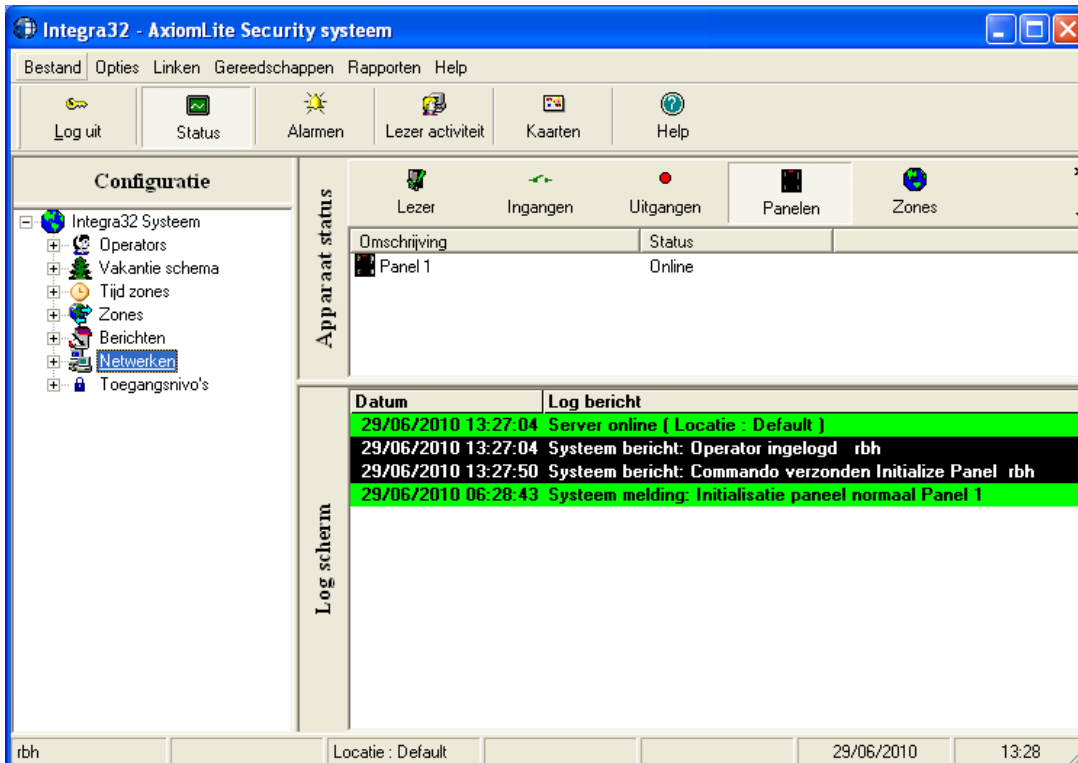 Integra32 - AxiomLite Security systeem
Bestand Opties Linken Gereedschappen Rapporten Help
Log uit Status Alarmen Lezer activiteit Kaarten Help
Configuratie
Integra32 Systeem
Operators
Vakantie schema
Tijd zones
Zones
Berichten
Netwerken
Toegangsnivo's
Apparaat status
Lezer Ingangen Uitgangen Panelen Zones
Omschrijving Status
Panel 1 Online
Log scherm
Datum Log bericht
29/06/2010 13:27:04 Server online ( Locatie : Default )
29/06/2010 13:27:04 Systeem bericht: Operator ingelogd rbh
29/06/2010 13:27:50 Systeem bericht: Commando verzonden Initialize Panel rbh
29/06/2010 06:28:43 Systeem melding: Initialisatie paneel normaal Panel 1
rbh Locatie : Default 29/06/2010 13:28